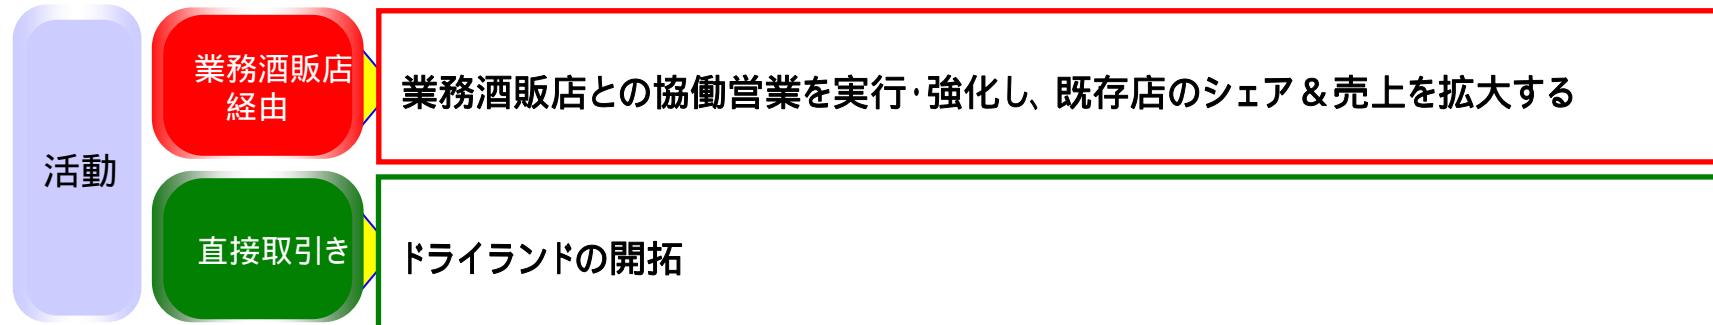 活動
業務酒販店
経由
業務酒販店との協働営業を実行・強化し、既存店のシェア＆売上を拡大する
直接取引き
ドライランドの開拓